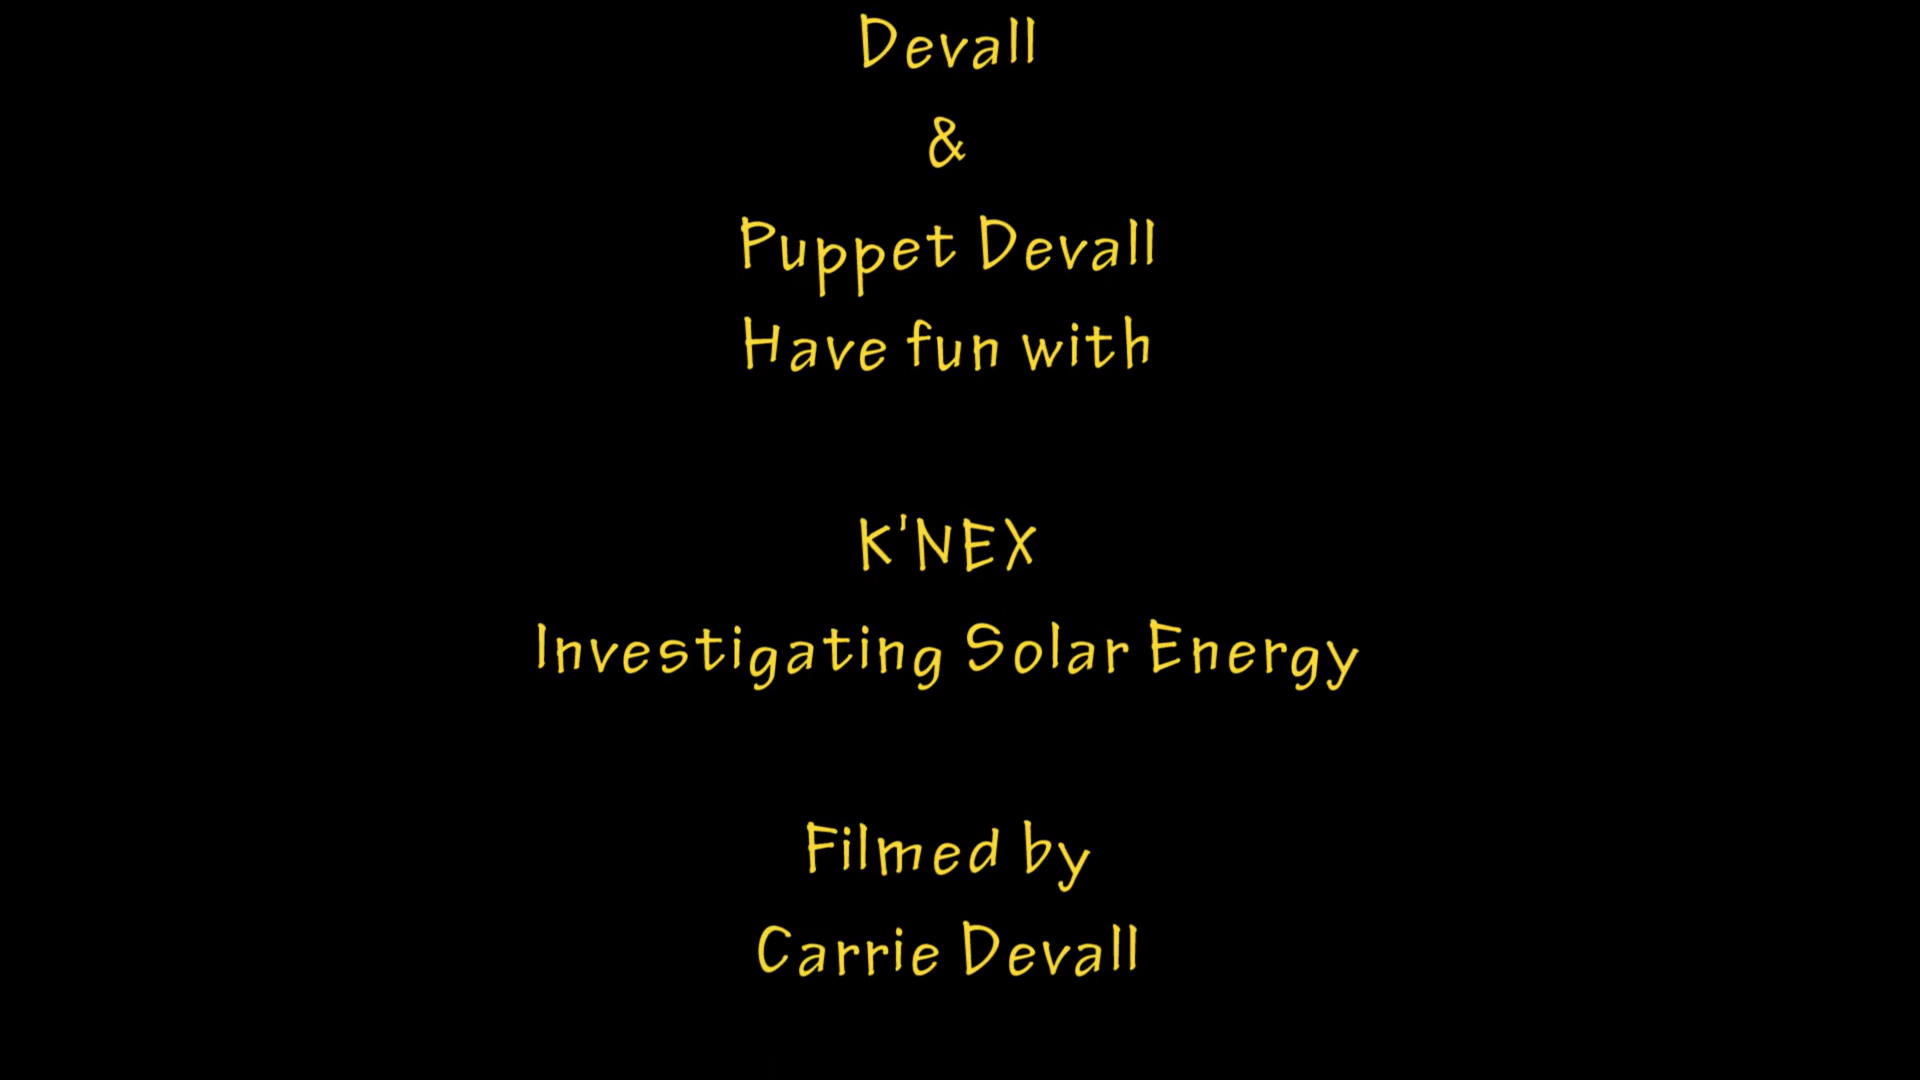 Devall
&
Puppet Devall
Have fun with
K'NEX
Investigating Solar Energy
Filmed by
Carrie Devall